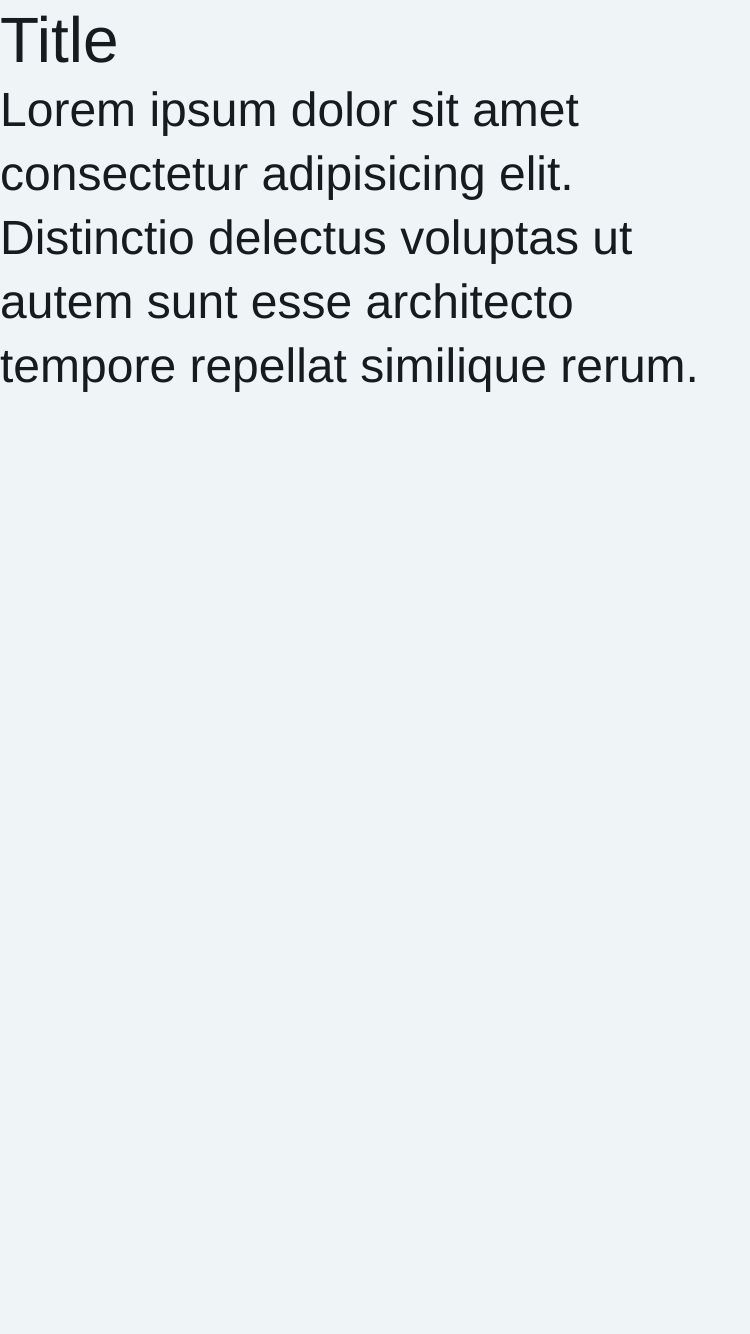 Title
Lorem ipsum dolor sit amet
consectetur adipisicing elit.
Distinctio delectus voluptas ut
autem sunt esse architecto
tempore repellat similique rerum.